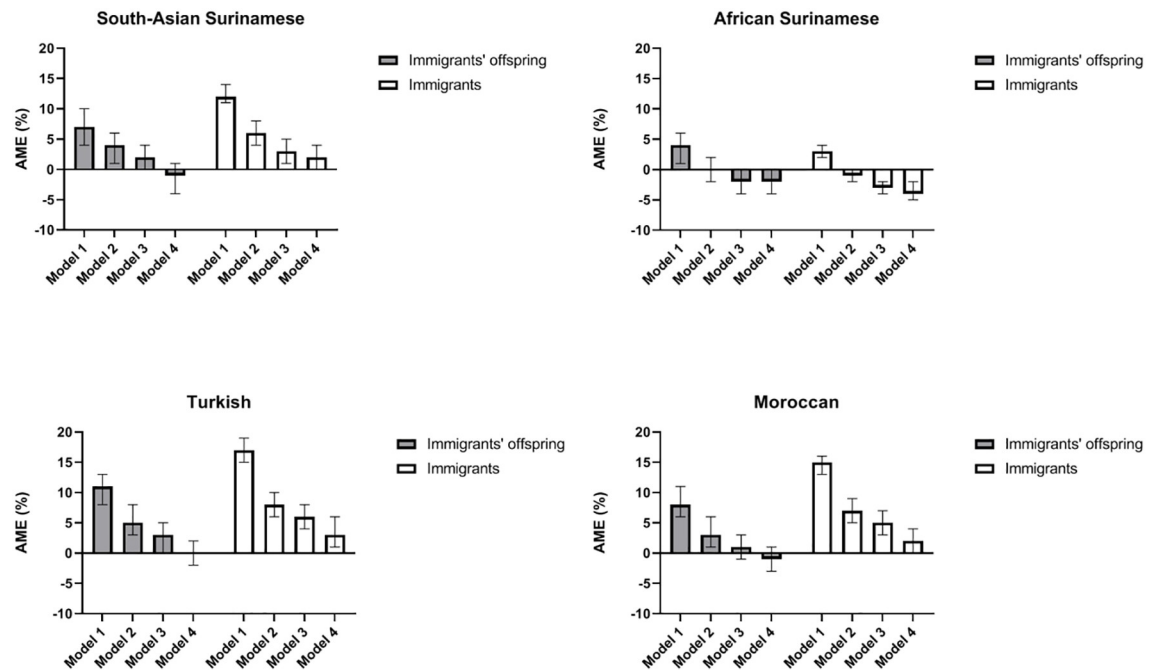 South-Asian Surinamese
AME (%)
20
15
10
5
0
-5
-10
Model 1
Model 2
Model 3
Model 4
Model 1
Model 2
Model 3
Model 4
Immigrants' offspring
Immigrants
African Surinamese
AME (%)
20
15
10
5
0
-5
-10
Model 1
Model 2
Model 3
Model 4
Model 1
Model 2
Model 3
Model 4
Immigrants' offspring
Immigrants
Turkish
AME (%)
20
15
10
5
0
-5
-10
Model 1
Model 2
Model 3
Model 4
Model 1
Model 2
Model 3
Model 4
Immigrants' offspring
Immigrants
Moroccan
AME (%)
20
15
10
5
0
-5
-10
Model 1
Model 2
Model 3
Model 4
Model 1
Model 2
Model 3
Model 4
Immigrants' offspring
Immigrants